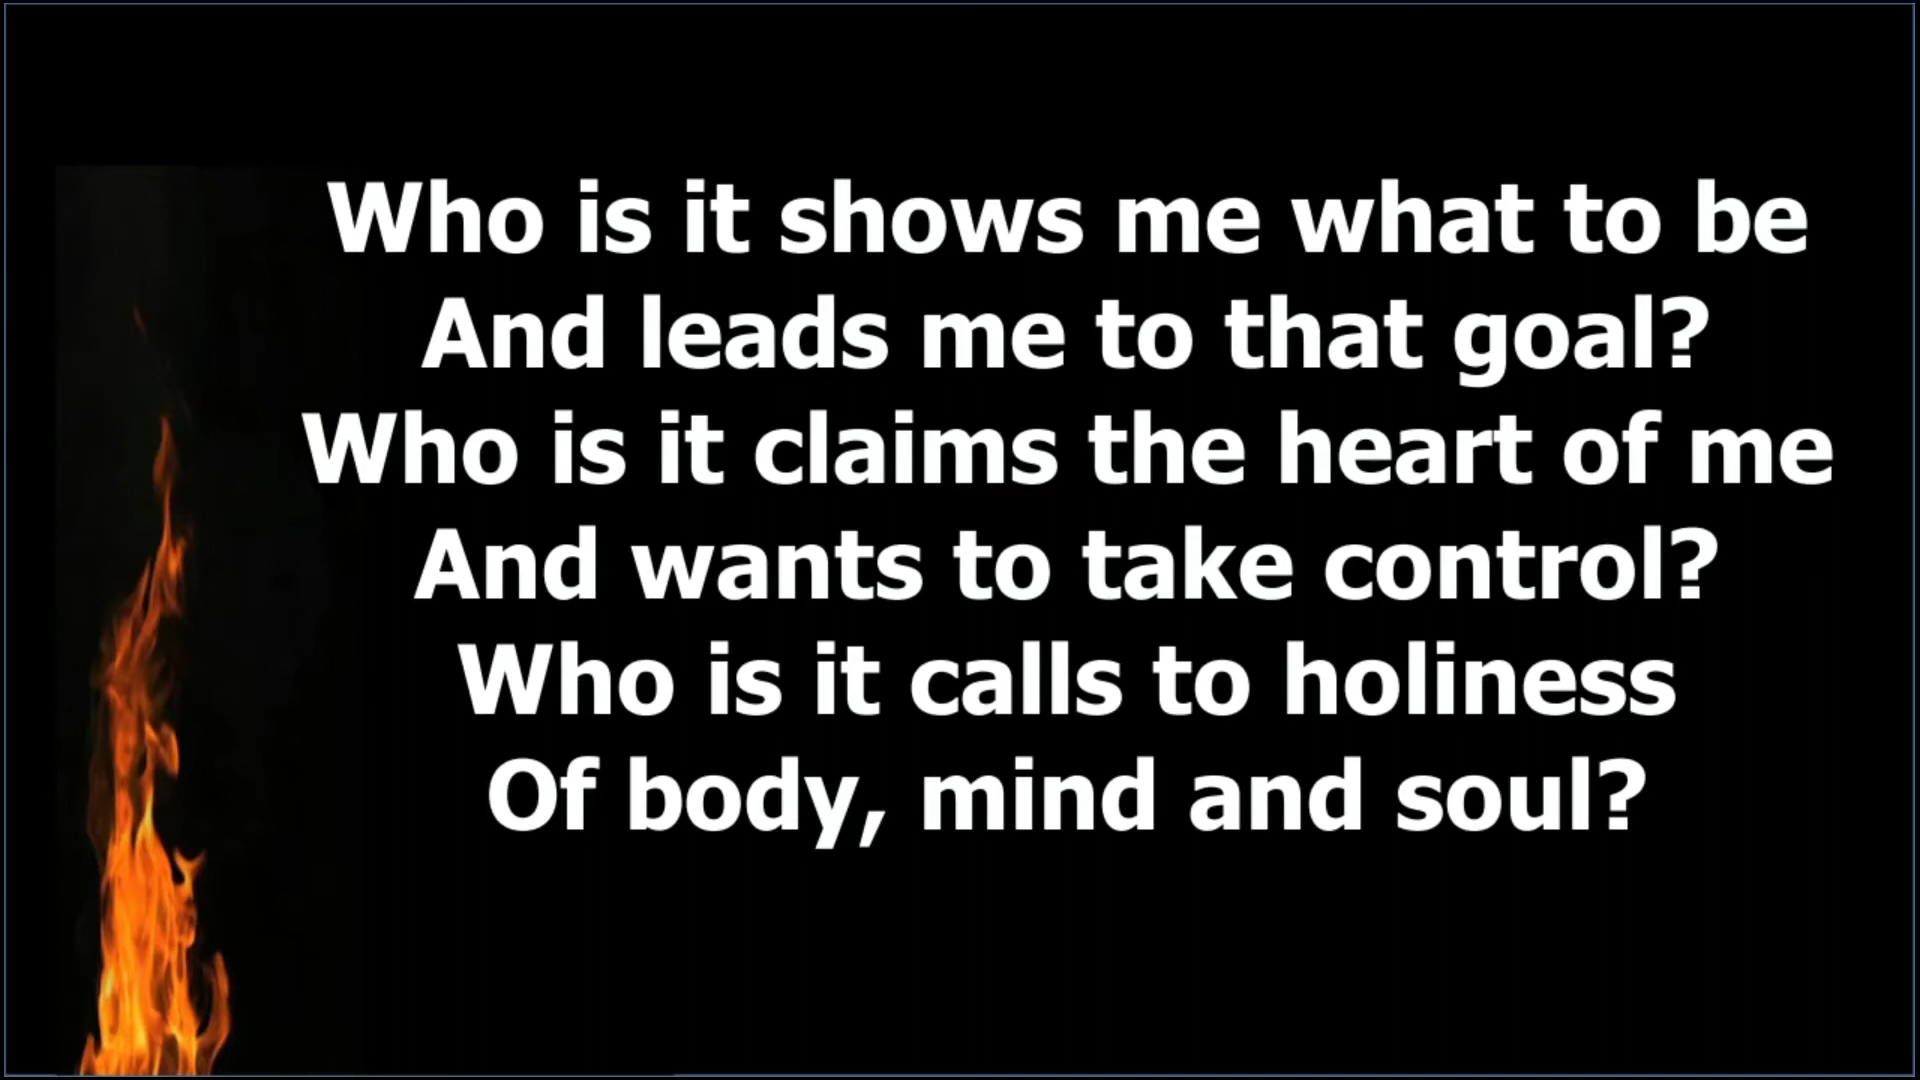 Who is it shows me what to be
And leads me to that goal?
Who is it claims the heart of me
And wants to take control?
Who is it calls to holiness
Of body, mind and soul?